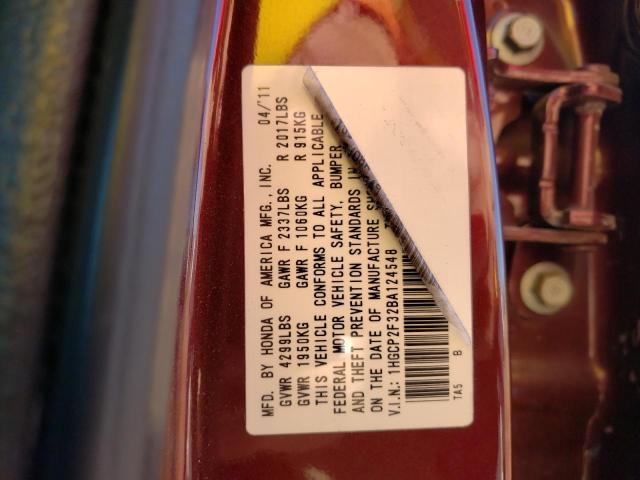 MFD. BY HONDA OF AMERICA MFG., INC. 04/'11
GVWR 4299LBS GAWR F 2337LBS R 2017LBS
GVWR 1950KG GAWR F 1060KG R 915KG
THIS VEHICLE CONFORMS TO ALL APPLICABLE
FEDERAL MOTOR VEHICLE SAFETY, BUMPER,
AND THEFT PREVENTION STANDARDS IN
ON THE DATE OF MANUFACTURE
V.I.N.: 1HGCP2F32BA124548
TA5 B